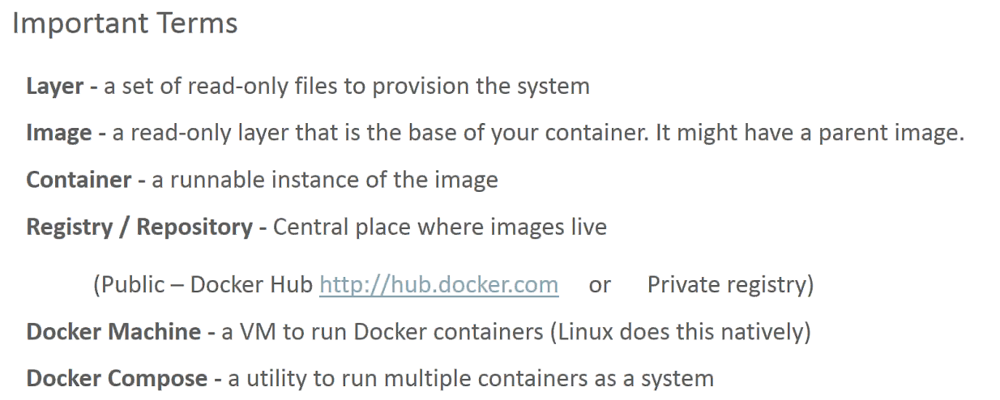 Important Terms
Layer - a set of read-only files to provision the system
Image - a read-only layer that is the base of your container. It might have a parent image.
Container - a runnable instance of the image
Registry / Repository - Central place where images live
(Public – Docker Hub http://hub.docker.com or Private registry)
Docker Machine - a VM to run Docker containers (Linux does this natively)
Docker Compose - a utility to run multiple containers as a system